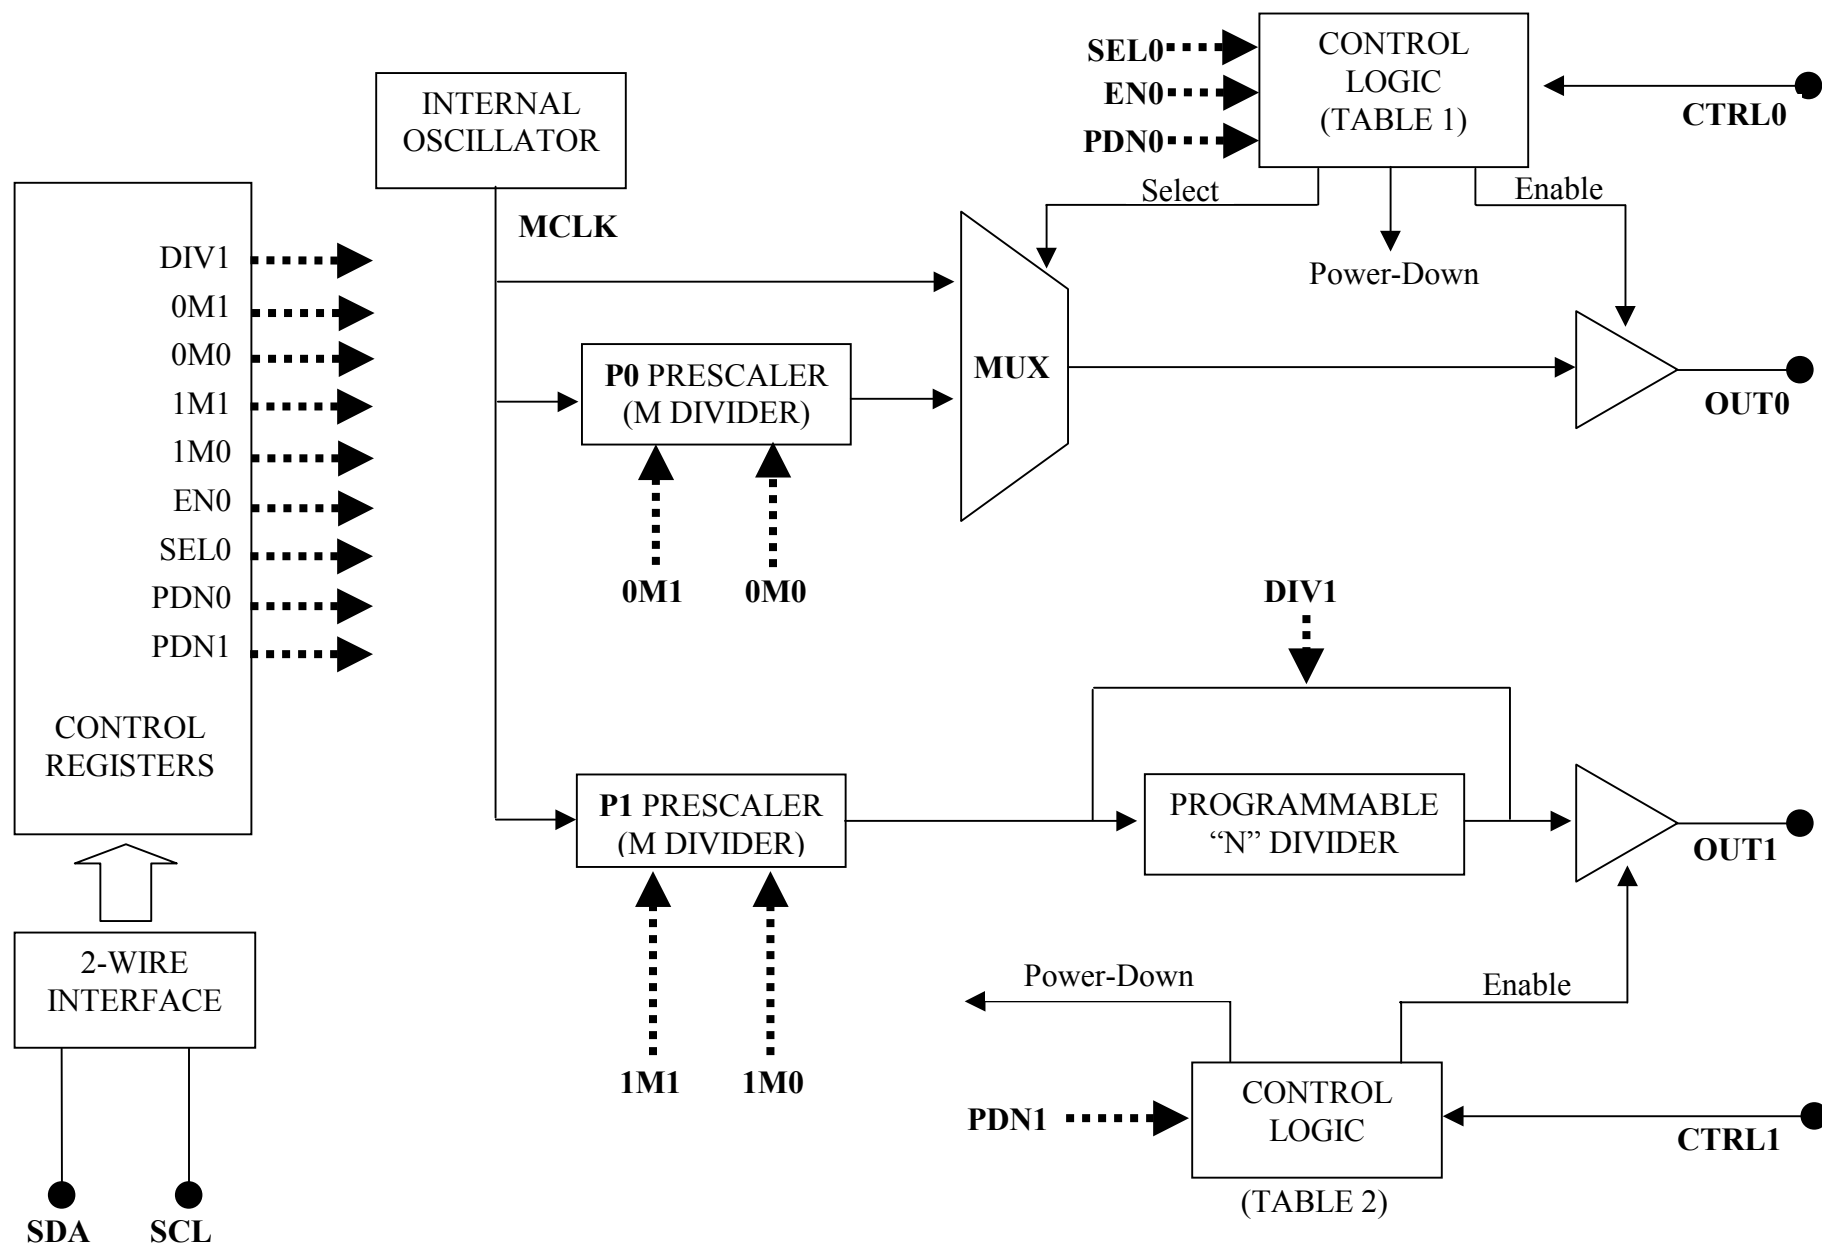 SEL0
EN0
PDN0
CONTROL
LOGIC
(TABLE 1)
CTRL0
INTERNAL
OSCILLATOR
MCLK
Select
Enable
Power-Down
DIV1
0M1
0M0
1M1
1M0
EN0
SEL0
PDN0
PDN1
CONTROL
REGISTERS
P0 PRESCALER
(M DIVIDER)
MUX
OUT0
0M1
0M0
DIV1
P1 PRESCALER
(M DIVIDER)
PROGRAMMABLE
“N” DIVIDER
OUT1
2-WIRE
INTERFACE
Power-Down
Enable
1M1
1M0
PDN1
CONTROL
LOGIC
CTRL1
(TABLE 2)
SDA
SCL